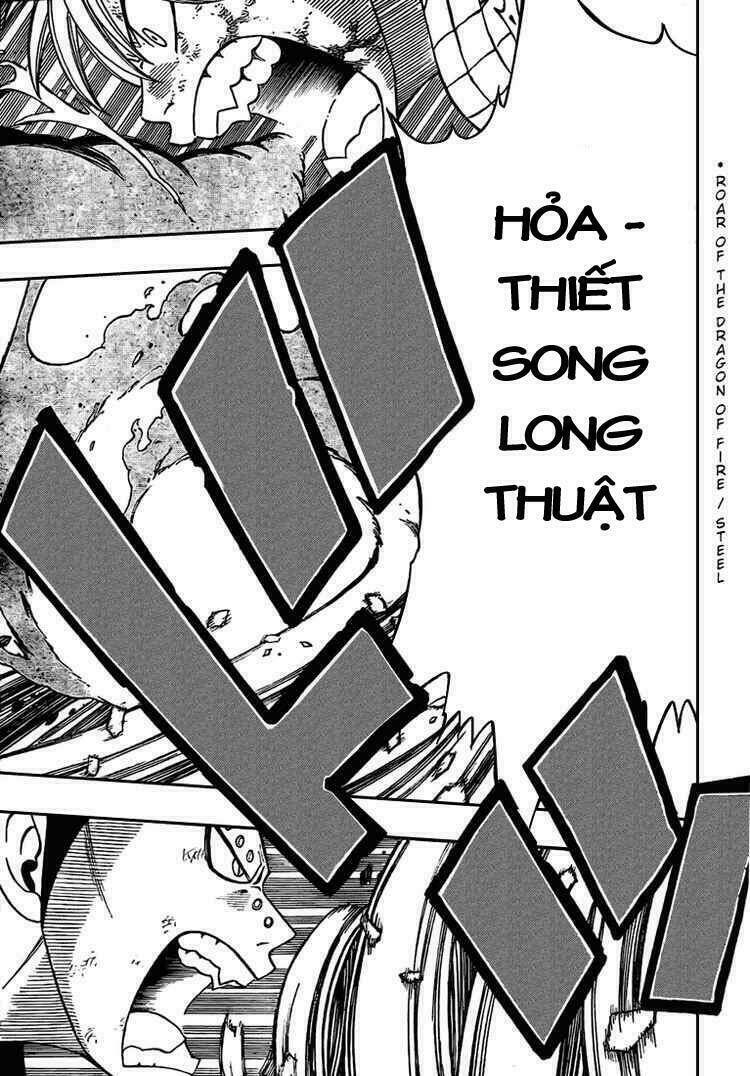 HỎA -
THIẾT
SONG
LONG
THUẬT
• ROAR OF THE DRAGON OF FIRE / STEEL